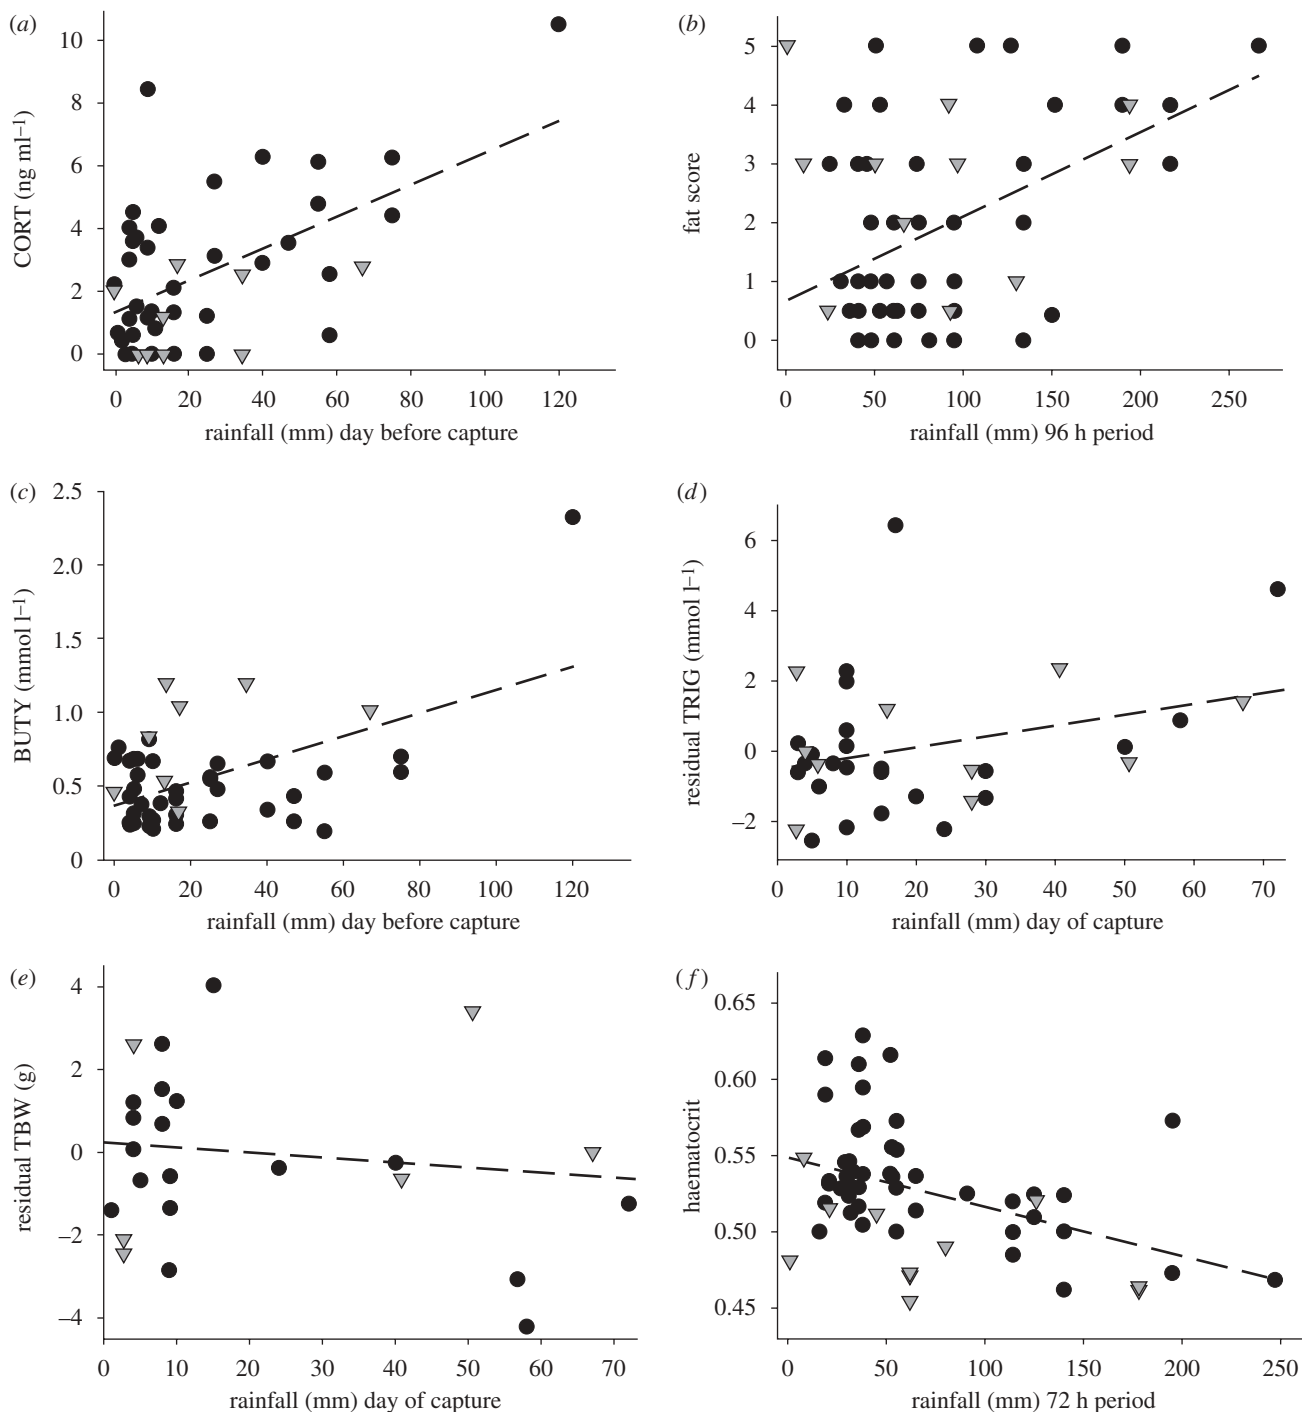 (a)
10
8
6
4
2
0
CORT (ng ml⁻¹)
0 20 40 60 80 100 120
rainfall (mm) day before capture
(b)
5
4
3
2
1
0
fat score
0 50 100 150 200 250
rainfall (mm) 96 h period
(c)
2.5
2.0
1.5
1.0
0.5
0
BUTY (mmol l⁻¹)
0 20 40 60 80 100 120
rainfall (mm) day before capture
(d)
6
4
2
0
−2
residual TRIG (mmol l⁻¹)
0 10 20 30 40 50 60 70
rainfall (mm) day of capture
(e)
4
2
0
−2
−4
residual TBW (g)
0 10 20 30 40 50 60 70
rainfall (mm) day of capture
(f)
0.65
0.60
0.55
0.50
0.45
haematocrit
0 50 100 150 200 250
rainfall (mm) 72 h period